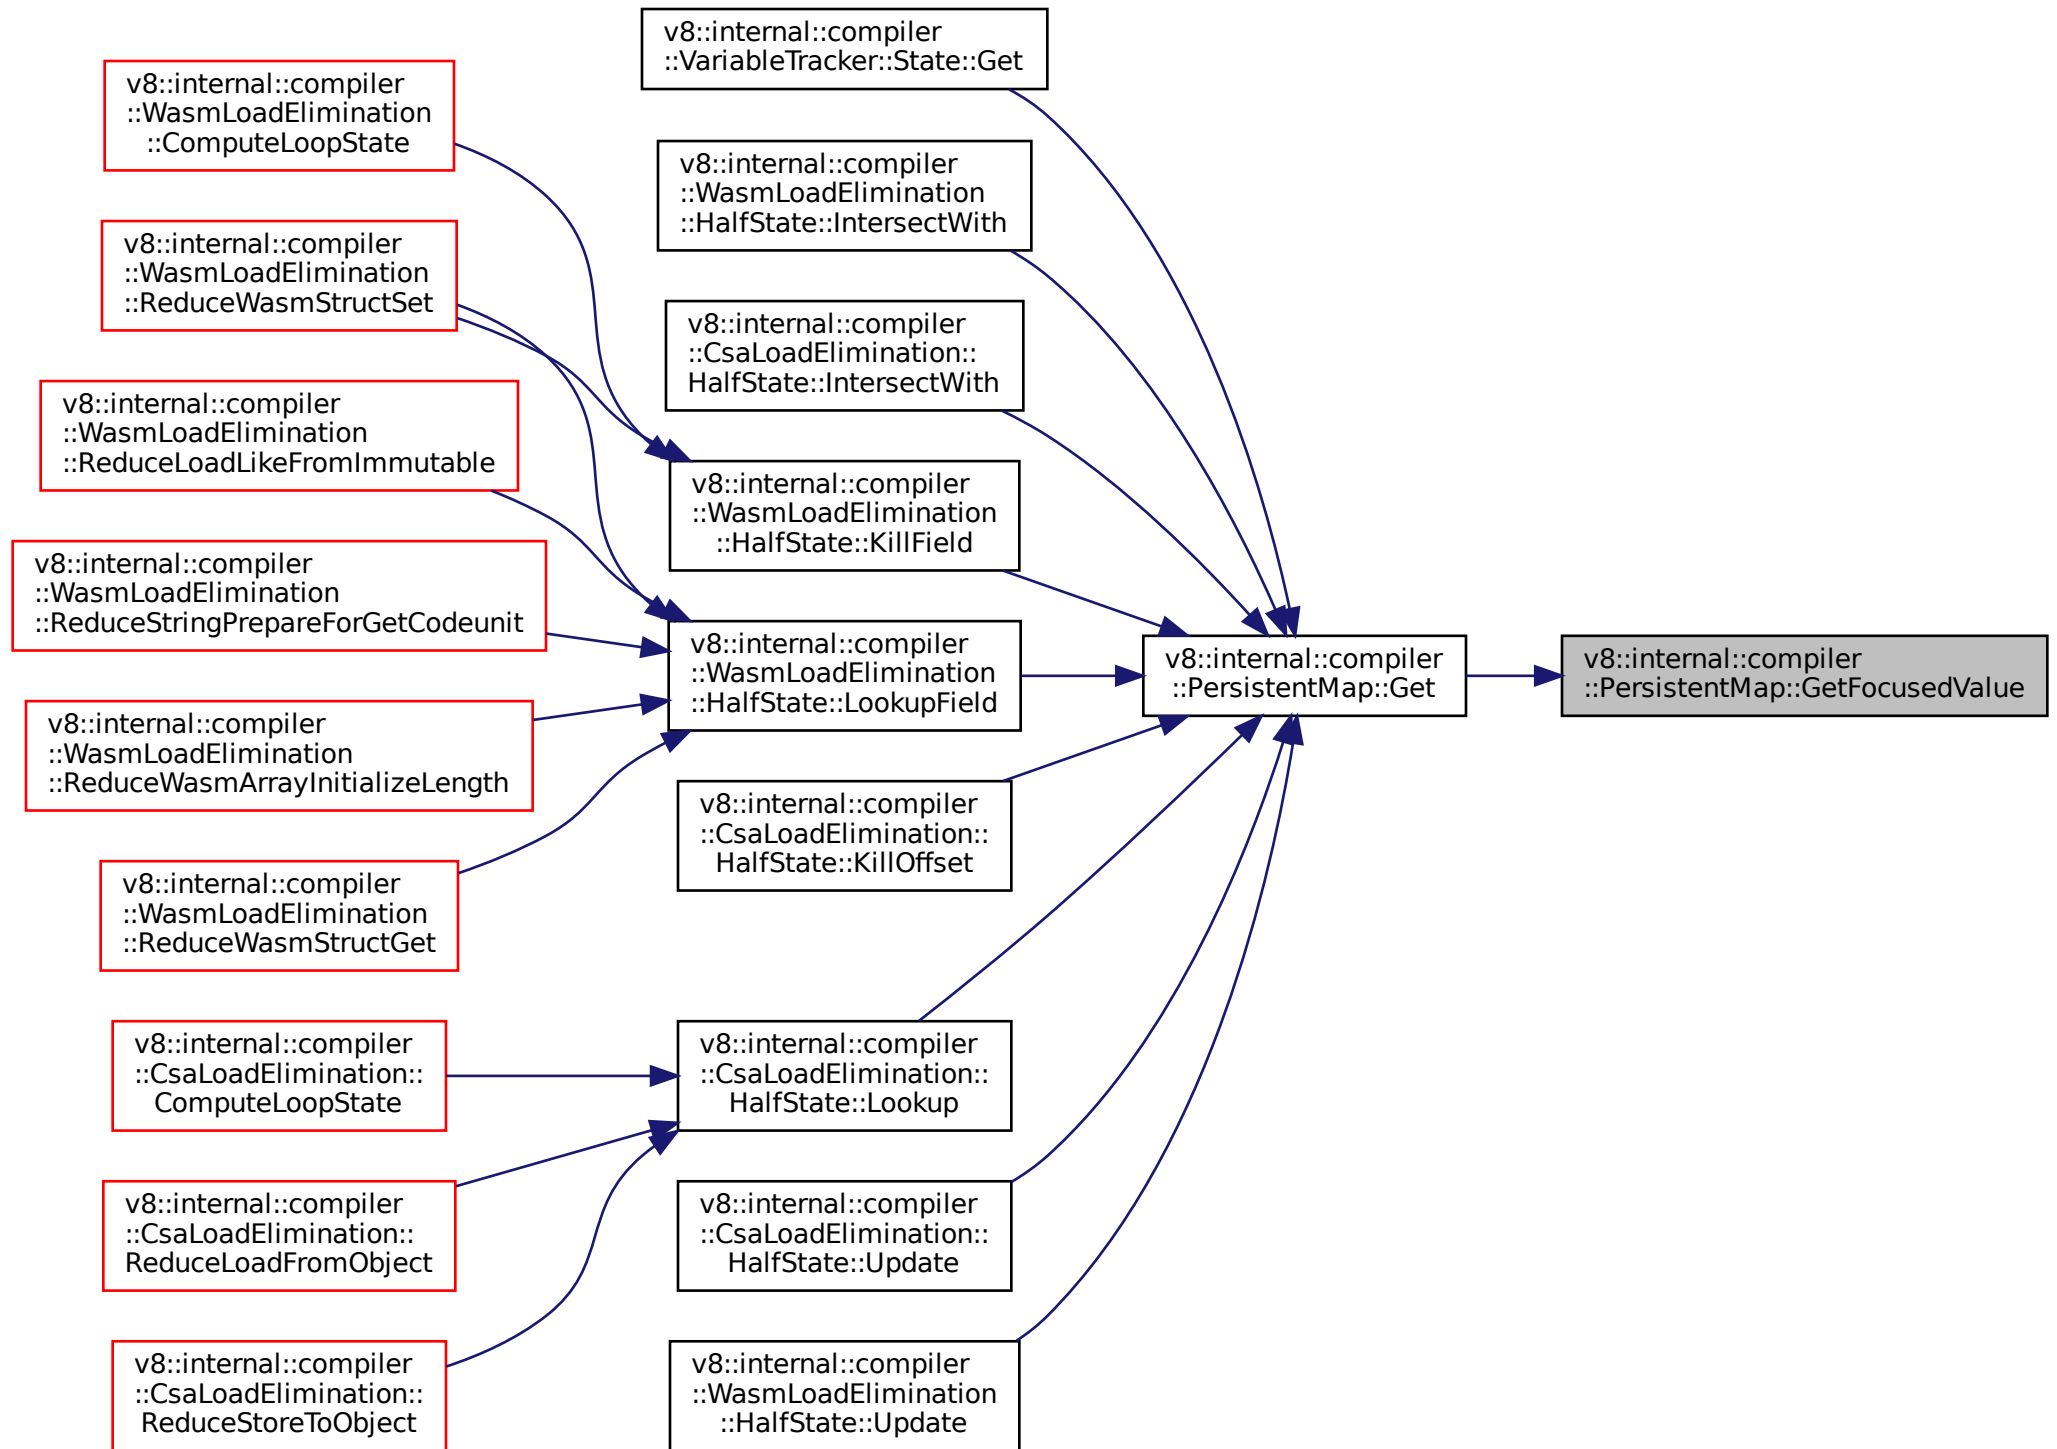 v8::internal::compiler
::VariableTracker::State::Get
v8::internal::compiler
::WasmLoadElimination
::ComputeLoopState
v8::internal::compiler
::WasmLoadElimination
::HalfState::IntersectWith
v8::internal::compiler
::WasmLoadElimination
::ReduceWasmStructSet
v8::internal::compiler
::CsaLoadElimination::
HalfState::IntersectWith
v8::internal::compiler
::WasmLoadElimination
::ReduceLoadLikeFromImmutable
v8::internal::compiler
::WasmLoadElimination
::HalfState::KillField
v8::internal::compiler
::WasmLoadElimination
::ReduceStringPrepareForGetCodeunit
v8::internal::compiler
::WasmLoadElimination
::HalfState::LookupField
v8::internal::compiler
::PersistentMap::Get
v8::internal::compiler
::PersistentMap::GetFocusedValue
v8::internal::compiler
::WasmLoadElimination
::ReduceWasmArrayInitializeLength
v8::internal::compiler
::CsaLoadElimination::
HalfState::KillOffset
v8::internal::compiler
::WasmLoadElimination
::ReduceWasmStructGet
v8::internal::compiler
::CsaLoadElimination::
ComputeLoopState
v8::internal::compiler
::CsaLoadElimination::
HalfState::Lookup
v8::internal::compiler
::CsaLoadElimination::
ReduceLoadFromObject
v8::internal::compiler
::CsaLoadElimination::
HalfState::Update
v8::internal::compiler
::CsaLoadElimination::
ReduceStoreToObject
v8::internal::compiler
::WasmLoadElimination
::HalfState::Update